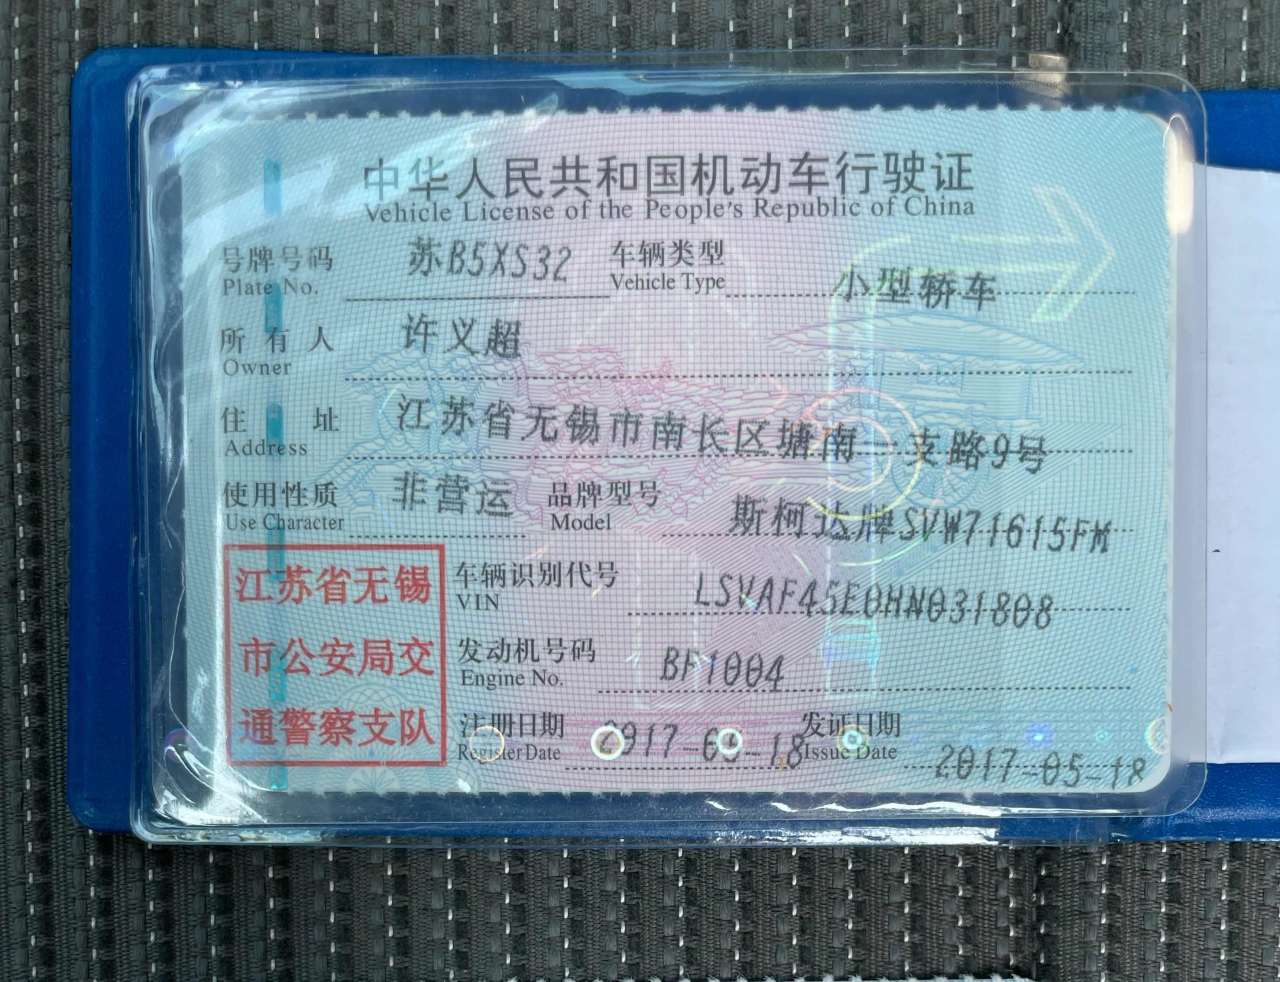 中华人民共和国机动车行驶证
Vehicle License of the People's Republic of China
号牌号码 苏B5XS32 车辆类型 小型轿车
Plate No. Vehicle Type
所有人 许义超
Owner
住址 江苏省无锡市南长区塘南一支路9号
Address
使用性质 非营运 品牌型号 斯柯达牌SVW71615FM
Use Character Model
江苏省无锡
市公安局交
通警察支队
车辆识别代号 LSVAF45E0HN031808
VIN
发动机号码 BF1004
Engine No.
注册日期 2017-05-18 发证日期 2017-05-18
Register Date Issue Date